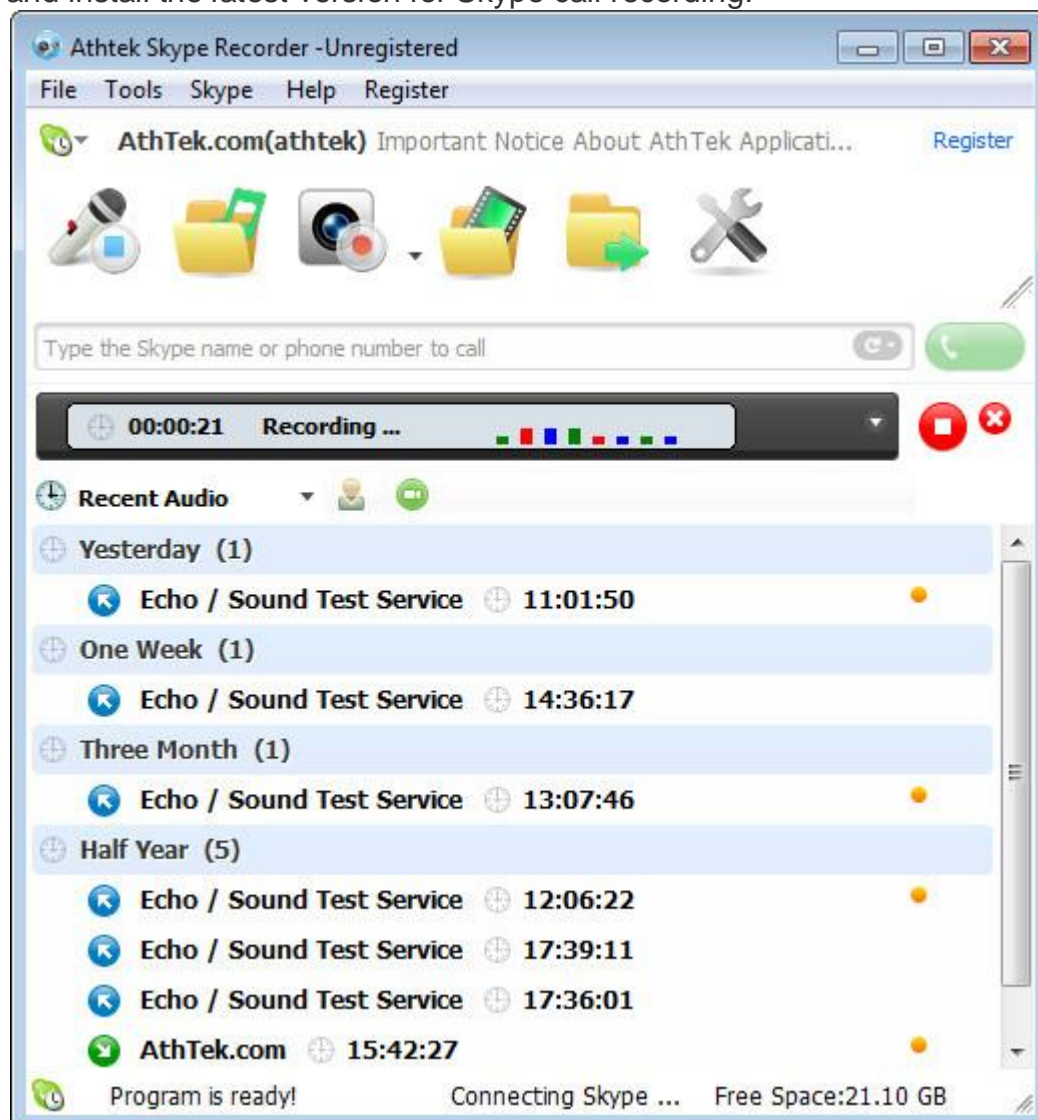 and install the latest version for Skype call recording.
Athtek Skype Recorder -Unregistered
File Tools Skype Help Register
AthTek.com(athtek) Important Notice About AthTek Applicati... Register
Type the Skype name or phone number to call
00:00:21 Recording ...
Recent Audio
Yesterday (1)
Echo / Sound Test Service 11:01:50
One Week (1)
Echo / Sound Test Service 14:36:17
Three Month (1)
Echo / Sound Test Service 13:07:46
Half Year (5)
Echo / Sound Test Service 12:06:22
Echo / Sound Test Service 17:39:11
Echo / Sound Test Service 17:36:01
AthTek.com 15:42:27
Program is ready! Connecting Skype ... Free Space:21.10 GB